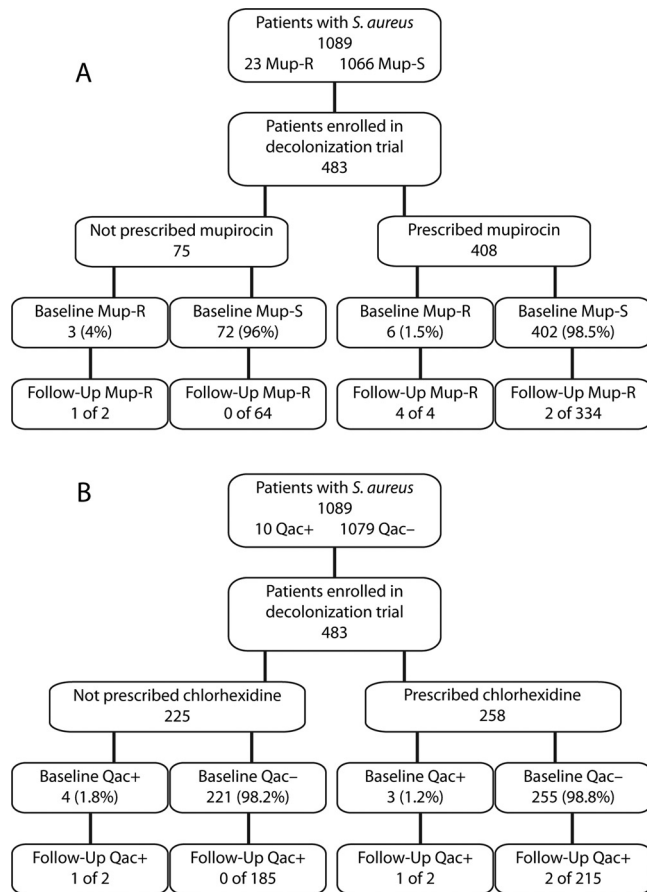 A
Patients with S. aureus
1089
23 Mup-R 1066 Mup-S
Patients enrolled in
decolonization trial
483
Not prescribed mupirocin
75
Prescribed mupirocin
408
Baseline Mup-R
3 (4%)
Baseline Mup-S
72 (96%)
Baseline Mup-R
6 (1.5%)
Baseline Mup-S
402 (98.5%)
Follow-Up Mup-R
1 of 2
Follow-Up Mup-R
0 of 64
Follow-Up Mup-R
4 of 4
Follow-Up Mup-R
2 of 334
B
Patients with S. aureus
1089
10 Qac+ 1079 Qac–
Patients enrolled in
decolonization trial
483
Not prescribed chlorhexidine
225
Prescribed chlorhexidine
258
Baseline Qac+
4 (1.8%)
Baseline Qac–
221 (98.2%)
Baseline Qac+
3 (1.2%)
Baseline Qac–
255 (98.8%)
Follow-Up Qac+
1 of 2
Follow-Up Qac+
0 of 185
Follow-Up Qac+
1 of 2
Follow-Up Qac+
2 of 215